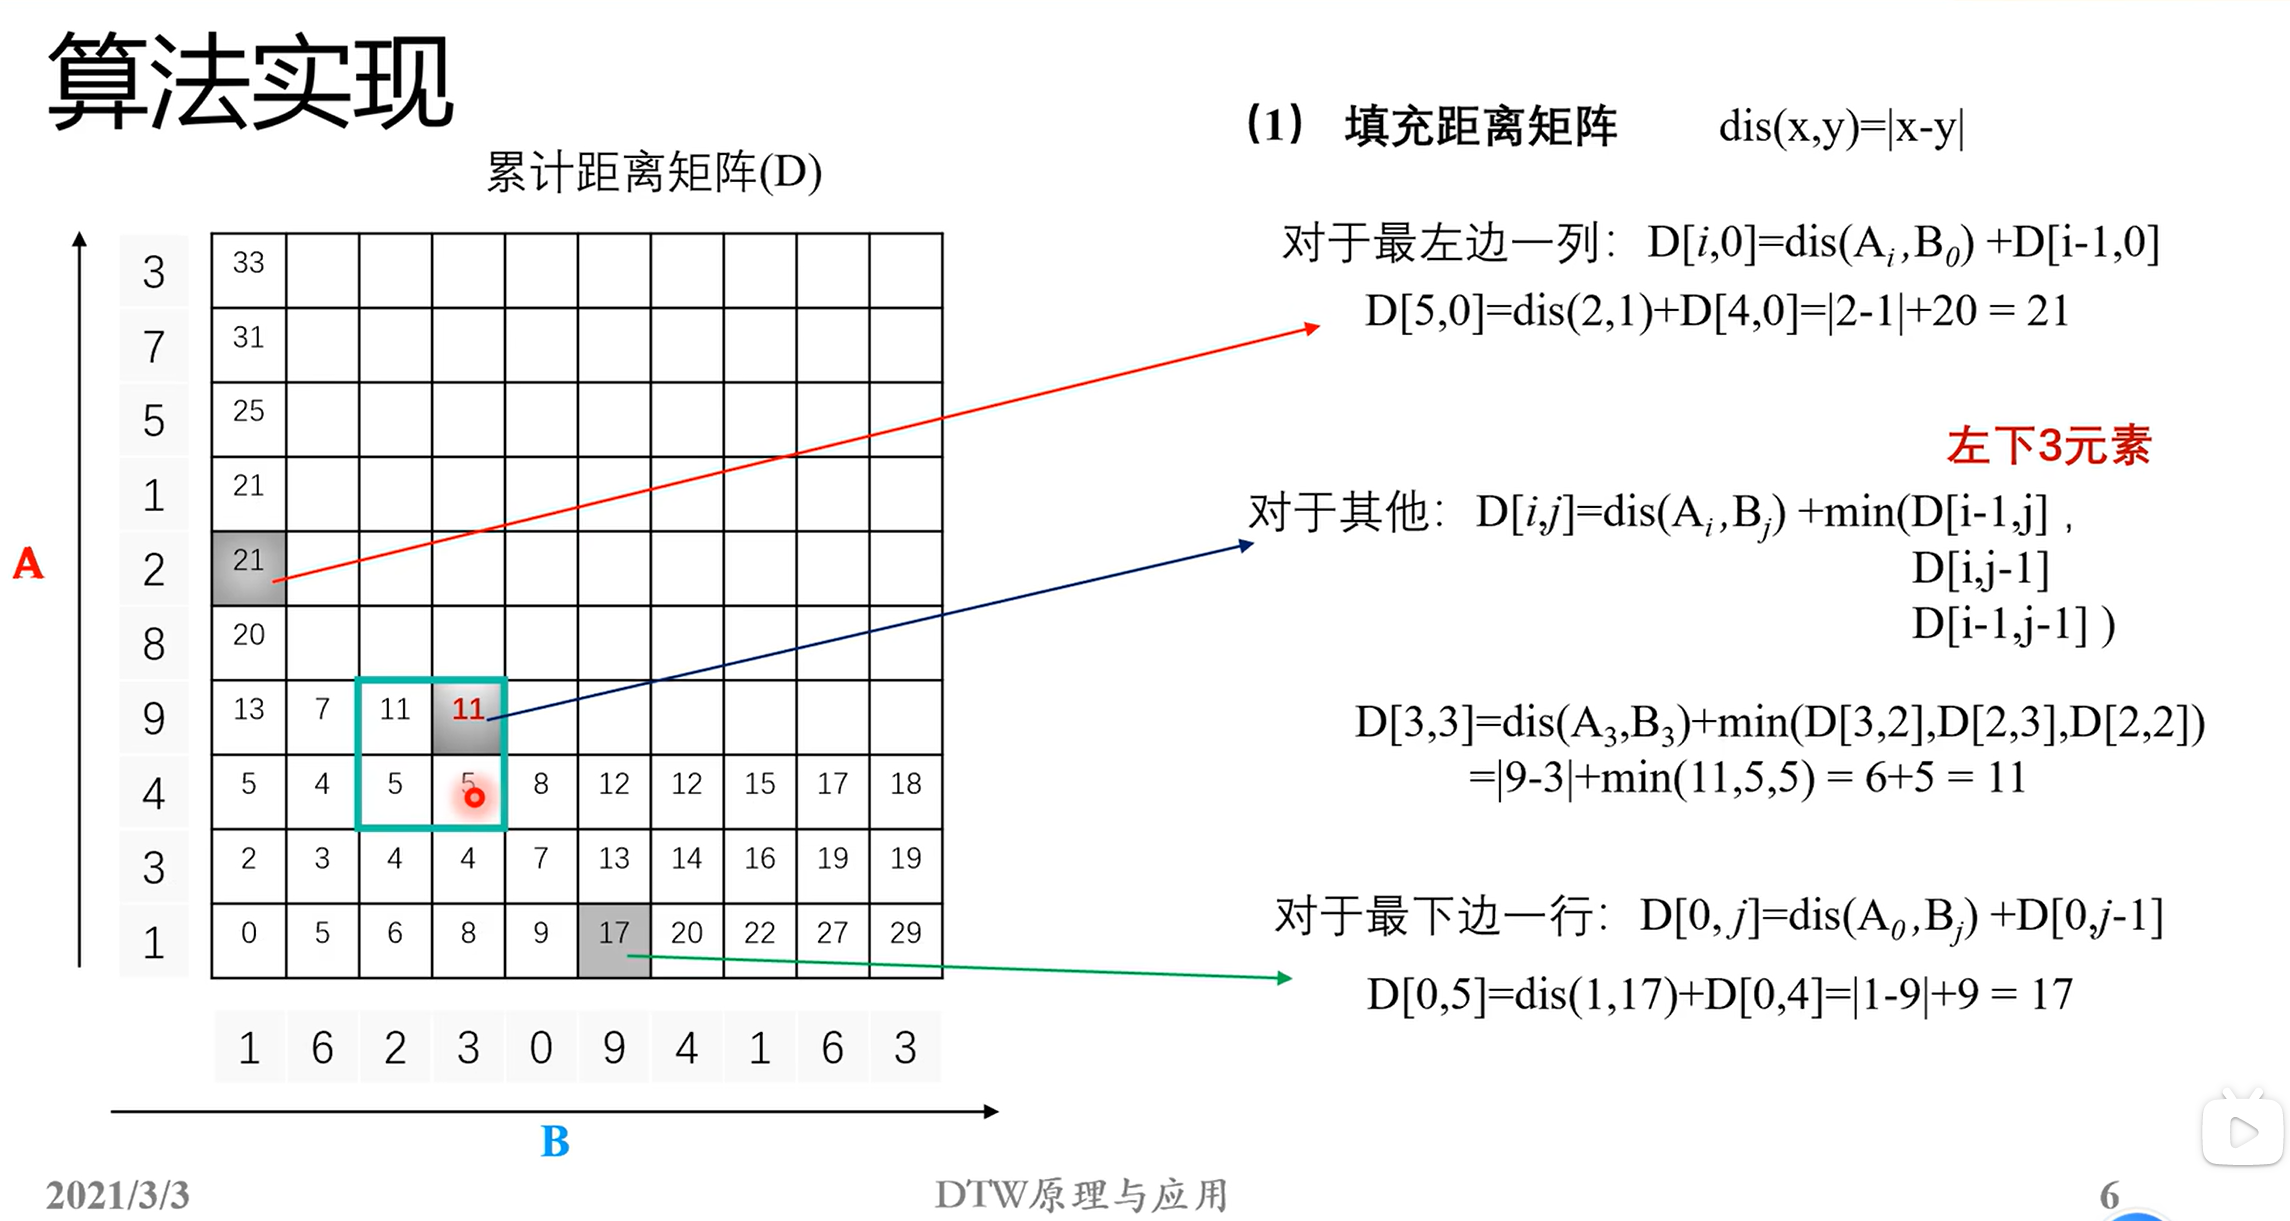 算法实现
(1) 填充距离矩阵 dis(x,y)=|x-y|
累计距离矩阵(D)
对于最左边一列：D[i,0]=dis(Ai,B0) +D[i-1,0]
D[5,0]=dis(2,1)+D[4,0]=|2-1|+20 = 21
左下3元素
对于其他：D[i,j]=dis(Ai,Bj) +min(D[i-1,j] ,
D[i,j-1]
D[i-1,j-1] )
D[3,3]=dis(A3,B3)+min(D[3,2],D[2,3],D[2,2])
=|9-3|+min(11,5,5) = 6+5 = 11
对于最下边一行：D[0, j]=dis(A0,Bj) +D[0,j-1]
D[0,5]=dis(1,17)+D[0,4]=|1-9|+9 = 17
A
3 33
7 31
5 25
1 21
2 21
8 20
9 13 7 11 11
4 5 4 5 5 8 12 12 15 17 18
3 2 3 4 4 7 13 14 16 19 19
1 0 5 6 8 9 17 20 22 27 29
1 6 2 3 0 9 4 1 6 3
B
2021/3/3 DTW原理与应用 6